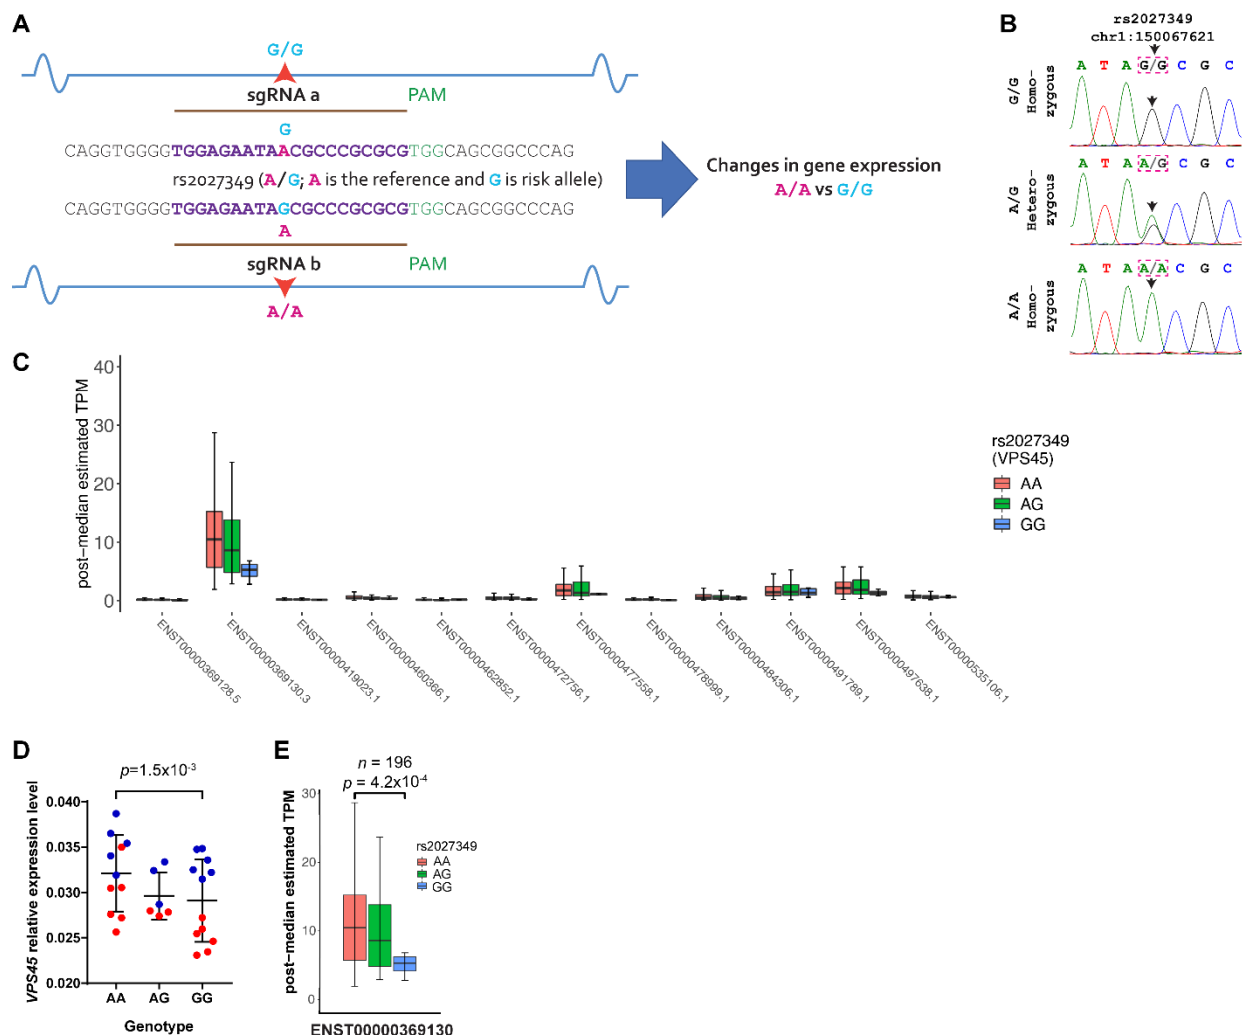 A
G/G
sgRNA a PAM
G
CAGGTGGGGTGGAGAATAACGCCCGCGCGTGGCAGCGGCCCAG
rs2027349 (A/G; A is the reference and G is risk allele)
CAGGTGGGGTGGAGAATAGCGCCCGCGCGTGGCAGCGGCCCAG
A
sgRNA b PAM
A/A
Changes in gene expression
A/A vs G/G
B
rs2027349
chr1:150067621
G/G
Homo-
zygous
A T A G/G C G C
A/G
Hetero-
zygous
A T A A/G C G C
A/A
Homo-
zygous
A T A A/A C G C
C
post-median estimated TPM
40
30
20
10
0
ENST00000369128.5
ENST00000369130.3
ENST00000419023.1
ENST00000460366.1
ENST00000462852.1
ENST00000472756.1
ENST00000477558.1
ENST00000478999.1
ENST00000484306.1
ENST00000491789.1
ENST00000497638.1
ENST00000535106.1
rs2027349
(VPS45)
AA
AG
GG
D
p=1.5x10⁻³
VPS45 relative expression level
0.040
0.035
0.030
0.025
0.020
AA AG GG
Genotype
E
n = 196
p = 4.2x10⁻⁴
post-median estimated TPM
30
20
10
0
rs2027349
AA
AG
GG
ENST00000369130